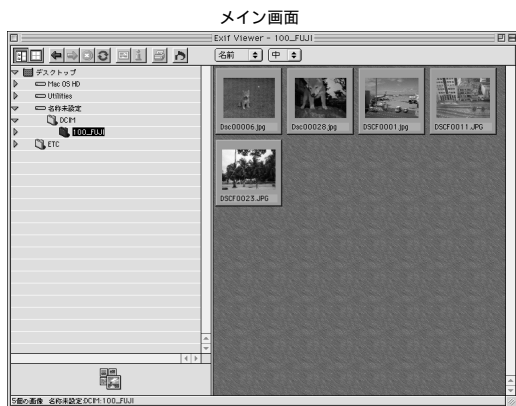 メイン画面
Exif Viewer - 100_FUJI
名前 中
デスクトップ
Mac OS HD
Utilities
名称未設定
DCIM
100_FUJI
ETC
Dsc00006.jpg Dsc00028.jpg DSCF0001.jpg DSCF0011.JPG
DSCF0023.JPG
5個の画像 名称未設定:DCIM:100_FUJI